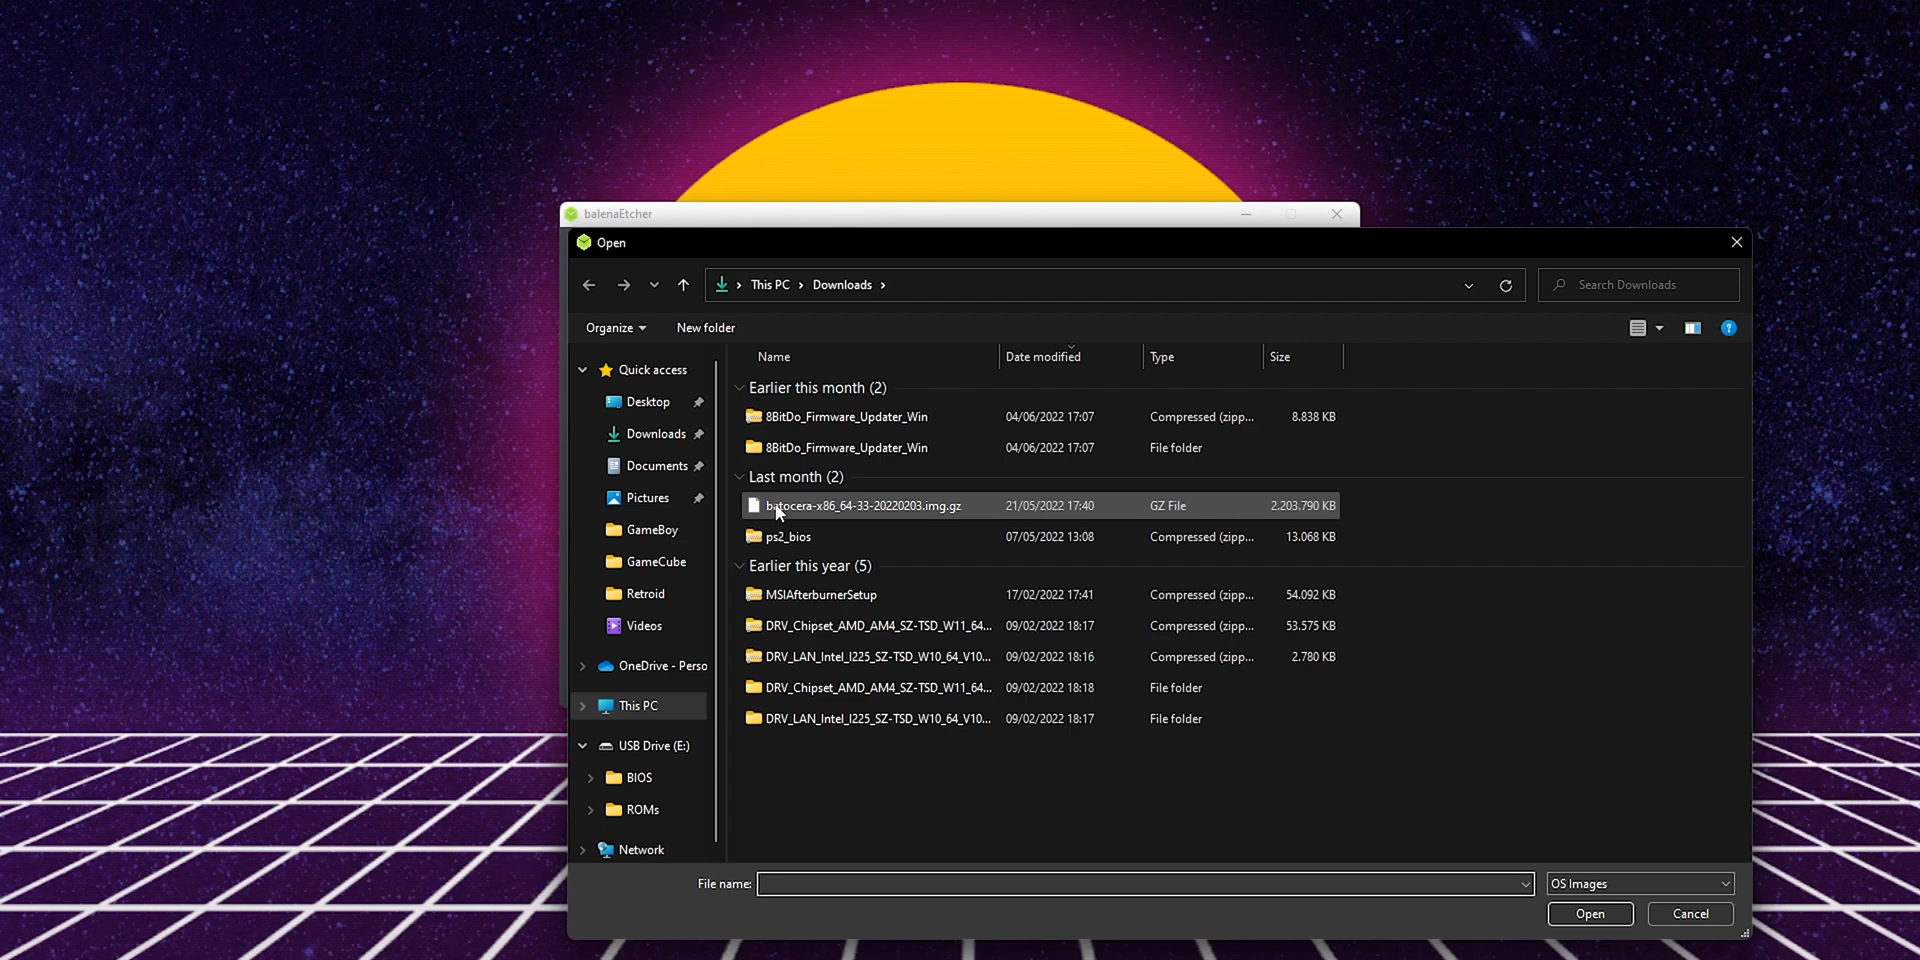 balenaEtcher
Open
This PC > Downloads >
Search Downloads
Organize
New folder
Name Date modified Type Size
Quick access
Desktop
Downloads
Documents
Pictures
GameBoy
GameCube
Retroid
Videos
OneDrive - Perso
This PC
USB Drive (E:)
BIOS
ROMs
Network
Earlier this month (2)
8BitDo_Firmware_Updater_Win 04/06/2022 17:07 Compressed (zipp... 8.838 KB
8BitDo_Firmware_Updater_Win 04/06/2022 17:07 File folder
Last month (2)
batocera-x86_64-33-20220203.img.gz 21/05/2022 17:40 GZ File 2.203.790 KB
ps2_bios 07/05/2022 13:08 Compressed (zipp... 13.068 KB
Earlier this year (5)
MSIAfterburnerSetup 17/02/2022 17:41 Compressed (zipp... 54.092 KB
DRV_Chipset_AMD_AM4_SZ-TSD_W11_64... 09/02/2022 18:17 Compressed (zipp... 53.575 KB
DRV_LAN_Intel_I225_SZ-TSD_W10_64_V10... 09/02/2022 18:16 Compressed (zipp... 2.780 KB
DRV_Chipset_AMD_AM4_SZ-TSD_W11_64... 09/02/2022 18:18 File folder
DRV_LAN_Intel_I225_SZ-TSD_W10_64_V10... 09/02/2022 18:17 File folder
File name:
OS Images
Open
Cancel